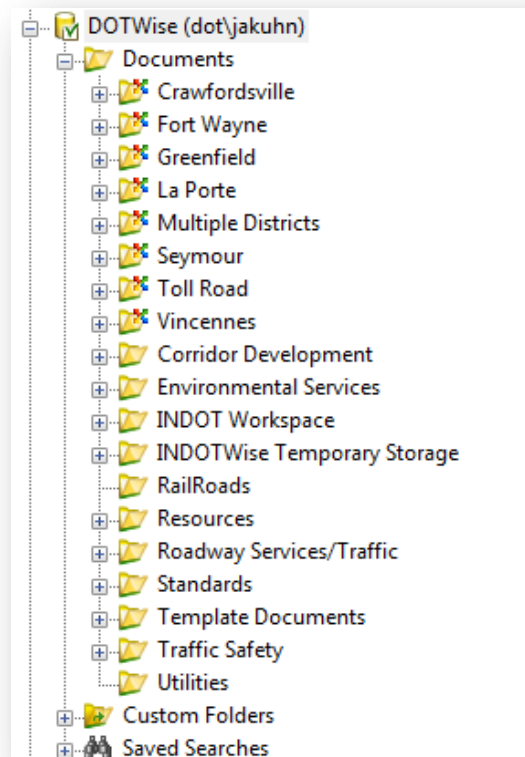 DOTWise (dot\jakuhn)
Documents
Crawfordsville
Fort Wayne
Greenfield
La Porte
Multiple Districts
Seymour
Toll Road
Vincennes
Corridor Development
Environmental Services
INDOT Workspace
INDOTWise Temporary Storage
RailRoads
Resources
Roadway Services/Traffic
Standards
Template Documents
Traffic Safety
Utilities
Custom Folders
Saved Searches